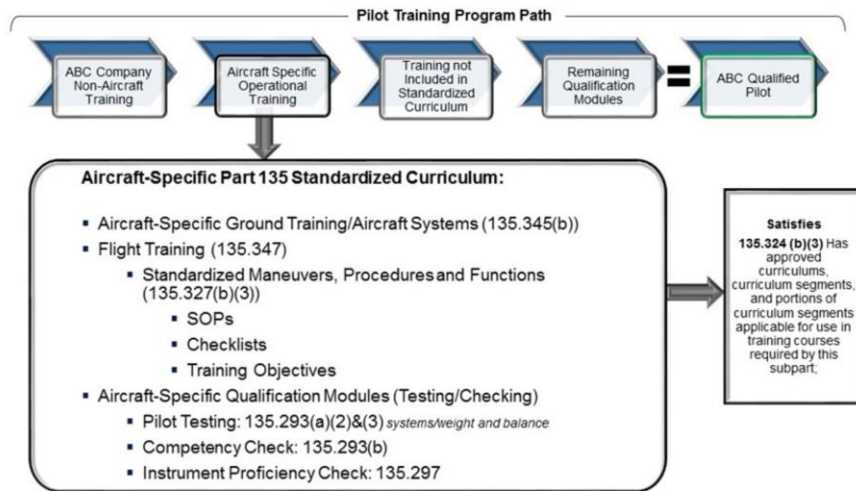 Pilot Training Program Path
ABC Company
Non-Aircraft
Training
Aircraft Specific
Operational
Training
Training not
Included in
Standardized
Curriculum
Remaining
Qualification
Modules
=
ABC Qualified
Pilot
Aircraft-Specific Part 135 Standardized Curriculum:
▪ Aircraft-Specific Ground Training/Aircraft Systems (135.345(b))
▪ Flight Training (135.347)
▪ Standardized Maneuvers, Procedures and Functions
(135.327(b)(3))
▪ SOPs
▪ Checklists
▪ Training Objectives
▪ Aircraft-Specific Qualification Modules (Testing/Checking)
▪ Pilot Testing: 135.293(a)(2)&(3) systems/weight and balance
▪ Competency Check: 135.293(b)
▪ Instrument Proficiency Check: 135.297
Satisfies
135.324 (b)(3) Has
approved
curriculums,
curriculum segments,
and portions of
curriculum segments
applicable for use in
training courses
required by this
subpart;